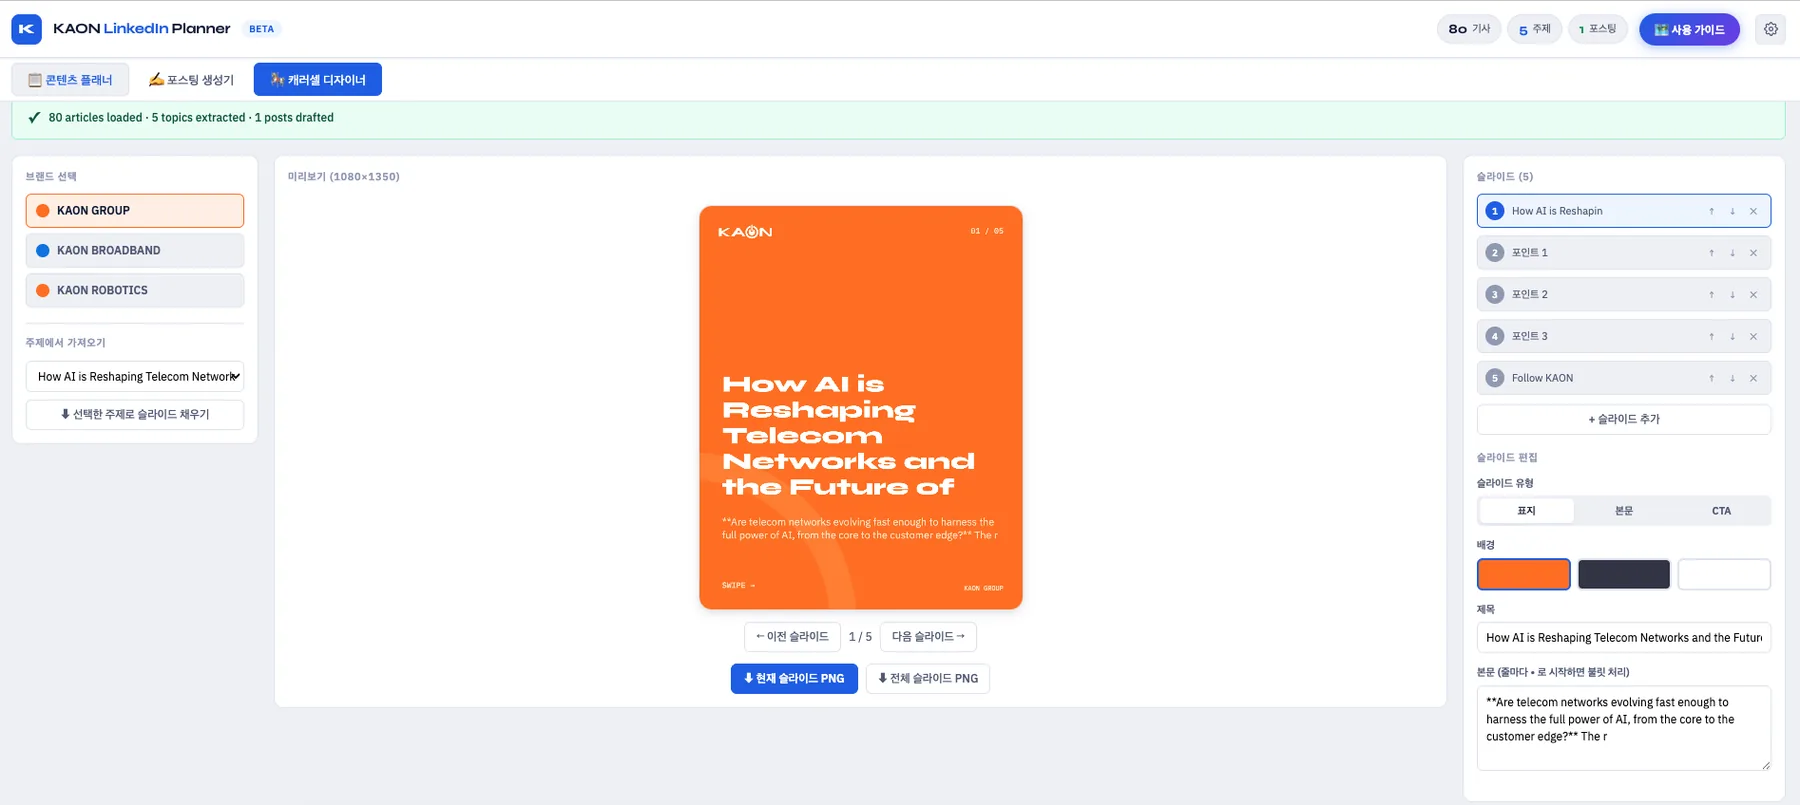 K KAON LinkedIn Planner BETA
80 기사
5 주제
1 포스팅
사용 가이드
콘텐츠 플래너
포스팅 생성기
캐러셀 디자이너
✓ 80 articles loaded · 5 topics extracted · 1 posts drafted
브랜드 선택
KAON GROUP
KAON BROADBAND
KAON ROBOTICS
주제에서 가져오기
How AI is Reshaping Telecom Network
⬇ 선택한 주제로 슬라이드 채우기
미리보기 (1080×1350)
KAON
01 / 05
How AI is
Reshaping
Telecom
Networks and
the Future of
**Are telecom networks evolving fast enough to harness the
full power of AI, from the core to the customer edge?** The r
SWIPE →
KAON GROUP
← 이전 슬라이드
1 / 5
다음 슬라이드 →
⬇ 현재 슬라이드 PNG
⬇ 전체 슬라이드 PNG
슬라이드 (5)
1 How AI is Reshapin ↑ ↓ ×
2 포인트 1 ↑ ↓ ×
3 포인트 2 ↑ ↓ ×
4 포인트 3 ↑ ↓ ×
5 Follow KAON ↑ ↓ ×
+ 슬라이드 추가
슬라이드 편집
슬라이드 유형
표지
본문
CTA
배경
제목
How AI is Reshaping Telecom Networks and the Future
본문 (줄마다 • 로 시작하면 불릿 처리)
**Are telecom networks evolving fast enough to
harness the full power of AI, from the core to the
customer edge?** The r